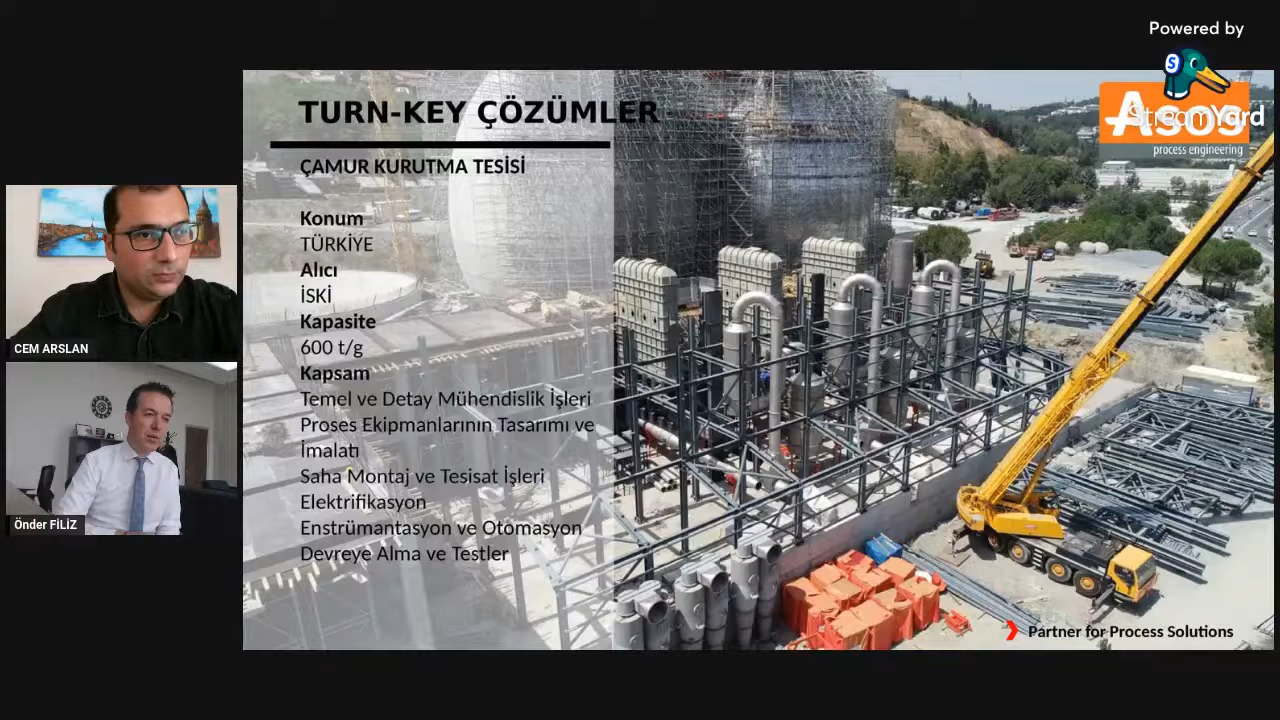 Powered by
StreamYard
Asos
process engineering
TURN-KEY ÇÖZÜMLER
ÇAMUR KURUTMA TESİSİ
Konum
TÜRKİYE
Alıcı
İSKİ
Kapasite
600 t/g
Kapsam
Temel ve Detay Mühendislik İşleri
Proses Ekipmanlarının Tasarımı ve
İmalatı
Saha Montaj ve Tesisat İşleri
Elektrifikasyon
Enstrümantasyon ve Otomasyon
Devreye Alma ve Testler
Partner for Process Solutions
CEM ARSLAN
Önder FİLİZ